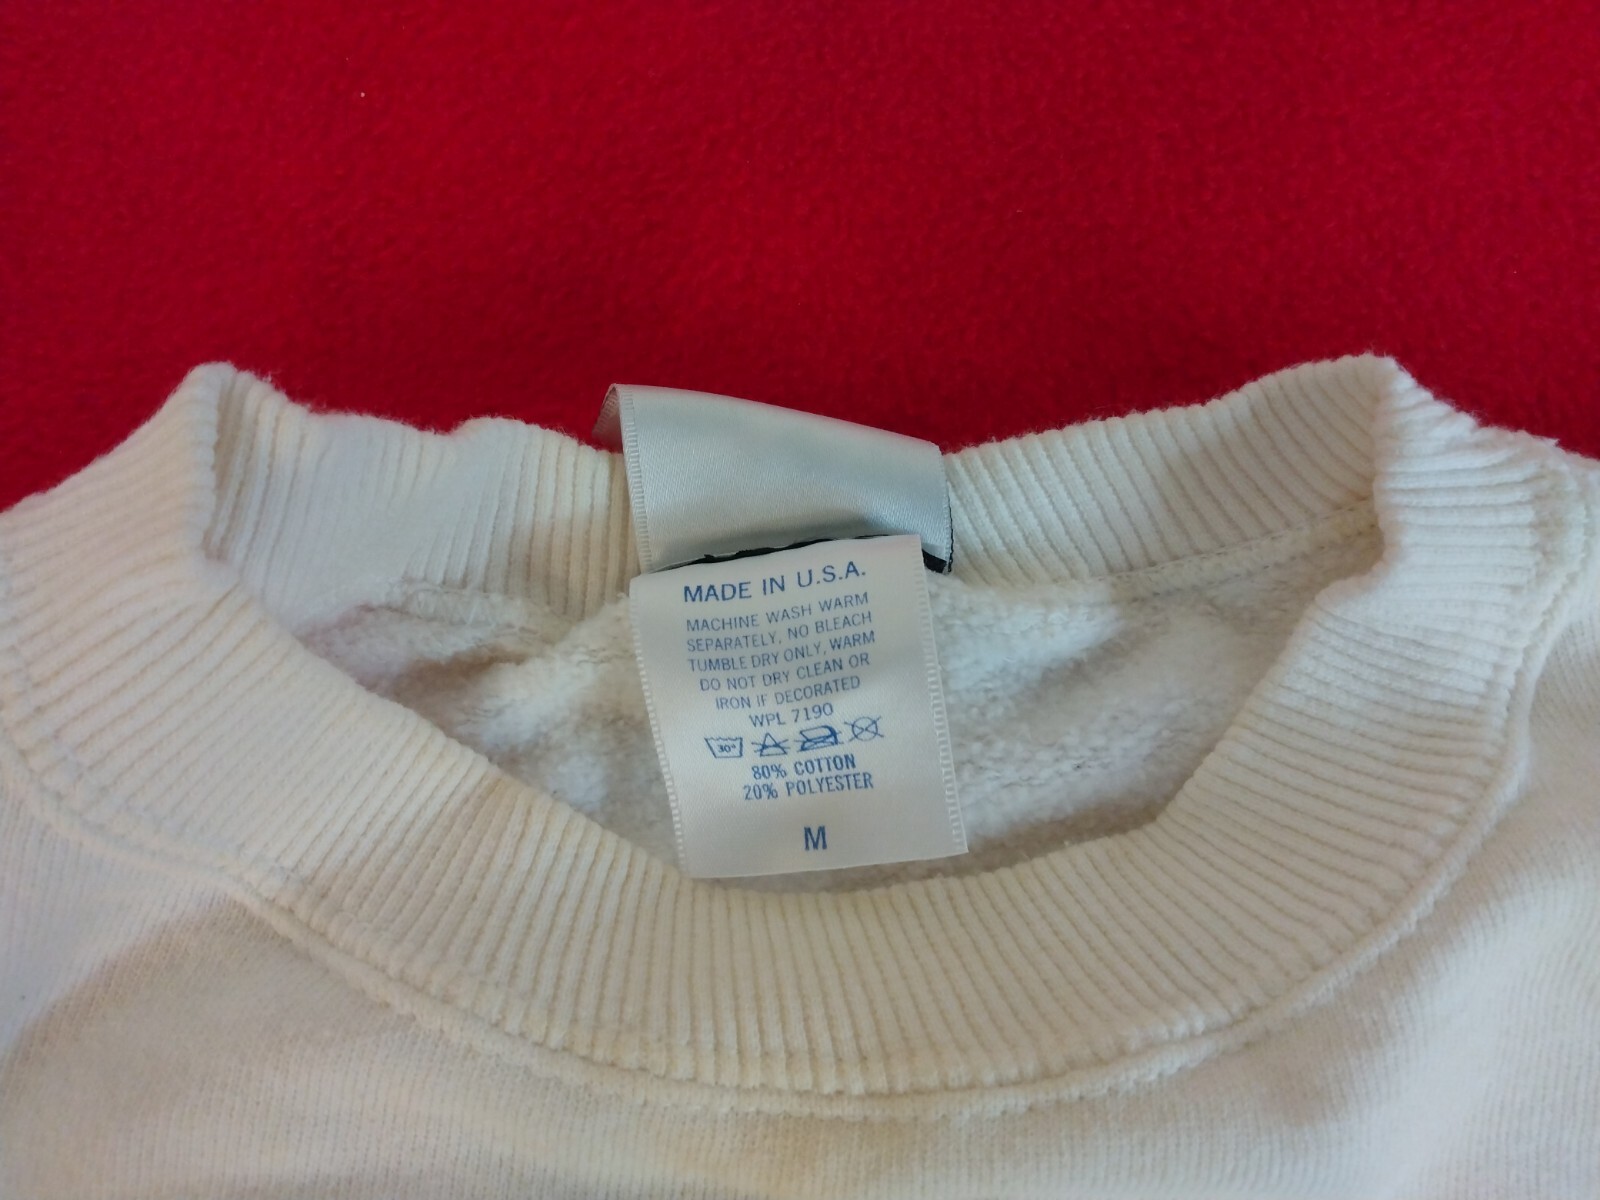 MADE IN U.S.A.
MACHINE WASH WARM
SEPARATELY, NO BLEACH
TUMBLE DRY ONLY, WARM
DO NOT DRY CLEAN OR
IRON IF DECORATED
WPL 7190
30°
80% COTTON
20% POLYESTER
M